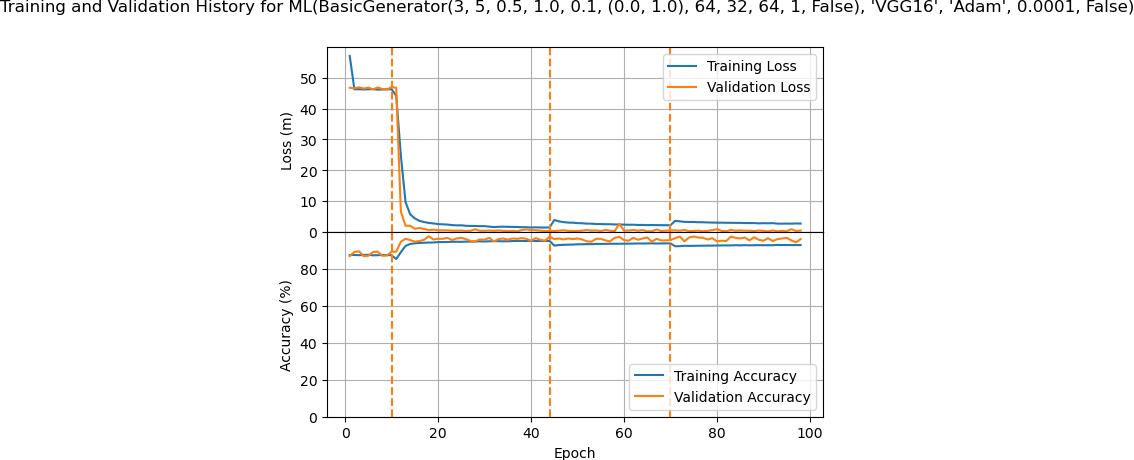 Training and Validation History for ML(BasicGenerator(3, 5, 0.5, 1.0, 0.1, (0.0, 1.0), 64, 32, 64, 1, False), 'VGG16', 'Adam', 0.0001, False)
50
40
30
20
10
0
Loss (m)
Training Loss
Validation Loss
80
60
40
20
0
Accuracy (%)
Training Accuracy
Validation Accuracy
0 20 40 60 80 100
Epoch